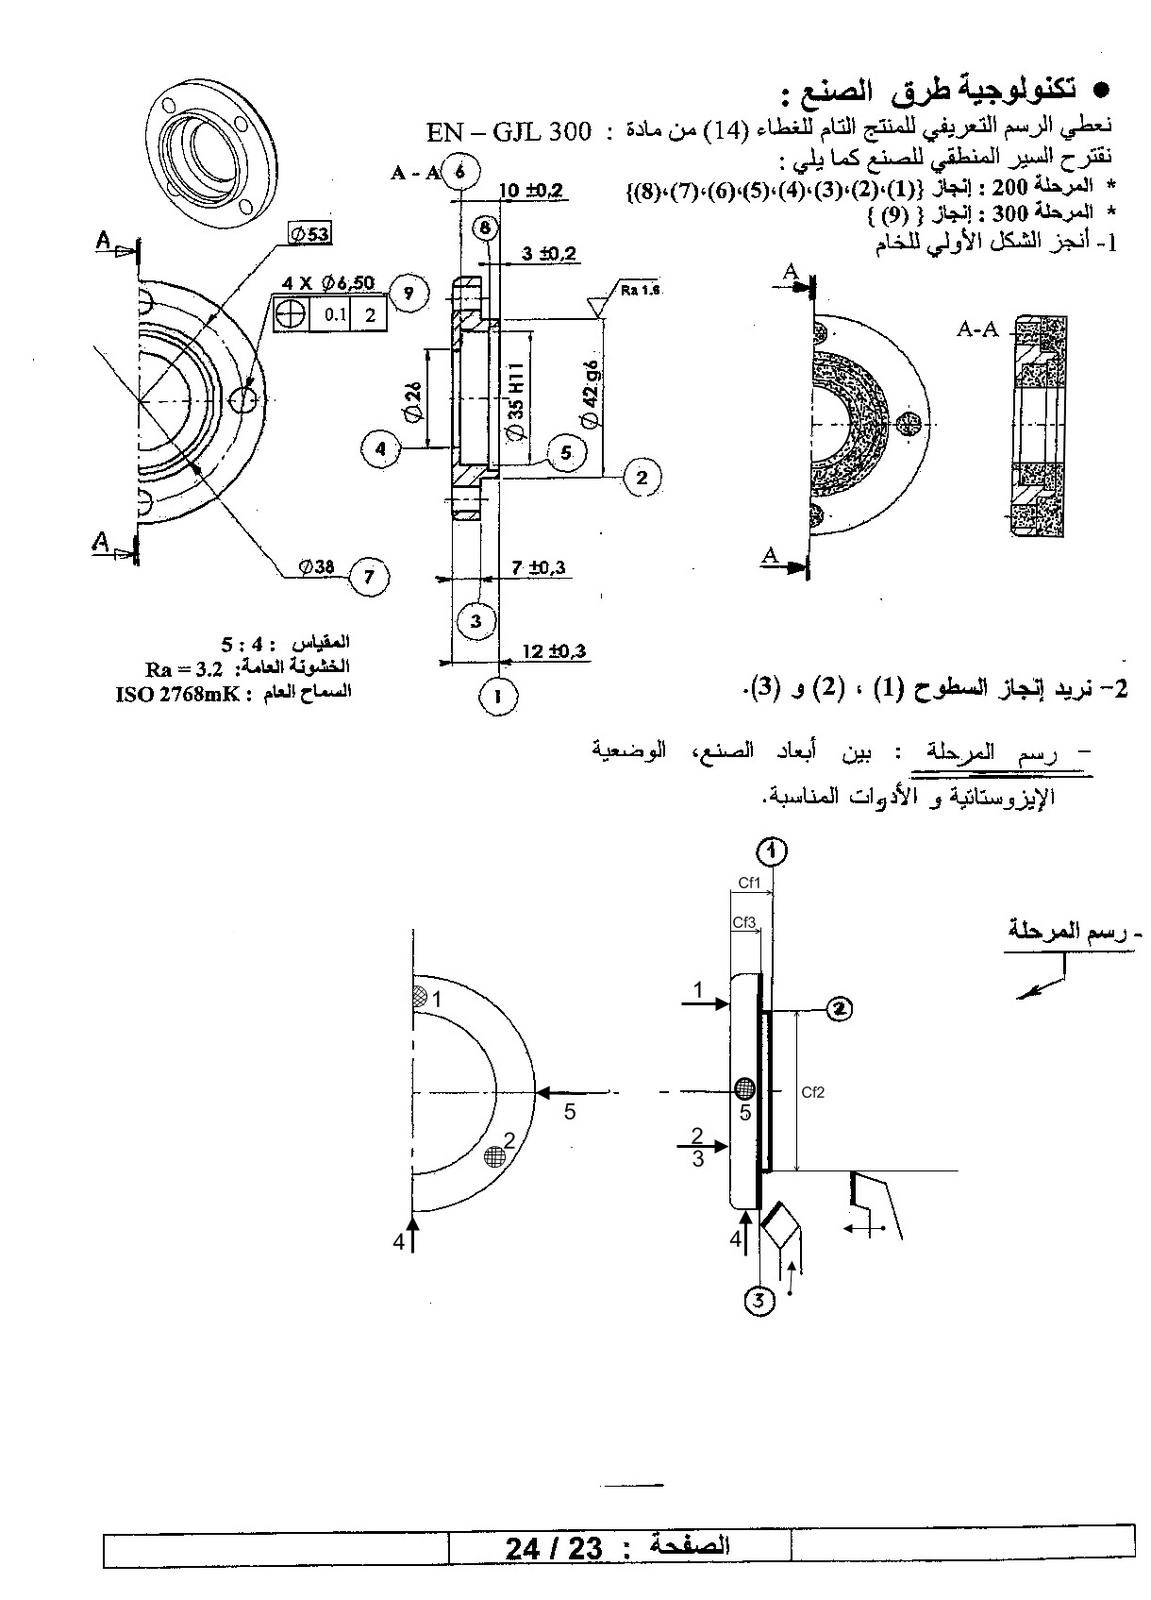 • تكنولوجية طرق الصنع :
نعطي الرسم التعريفي للمنتج التام للغطاء (14) من مادة : EN – GJL 300
نقترح السير المنطقي للصنع كما يلي :
* المرحلة 200 : إنجاز {(1)،(2)،(3)،(4)،(5)،(6)،(7)،(8)}
* المرحلة 300 : إنجاز { (9) }
1- أنجز الشكل الأولي للخام
A - A
6
10 ±0,2
8
3 ±0,2
Ra 1.6
A
Ø53
4 X Ø6,50
9
0.1
2
Ø26
Ø35 H11
Ø42 g6
4
5
2
A
Ø38
7
7 ±0,3
3
12 ±0,3
1
A
A-A
A
المقياس : 4 : 5
الخشونة العامة: Ra = 3.2
السماح العام : ISO 2768mK
2- نريد إنجاز السطوح (1) ، (2) و (3).
- رسم المرحلة : بين أبعاد الصنع، الوضعية
الإيزوستاتية و الأدوات المناسبة.
- رسم المرحلة
1
Cf1
Cf3
1
2
1
5
Cf2
5
2
2
3
4
4
3
الصفحة : 23 / 24